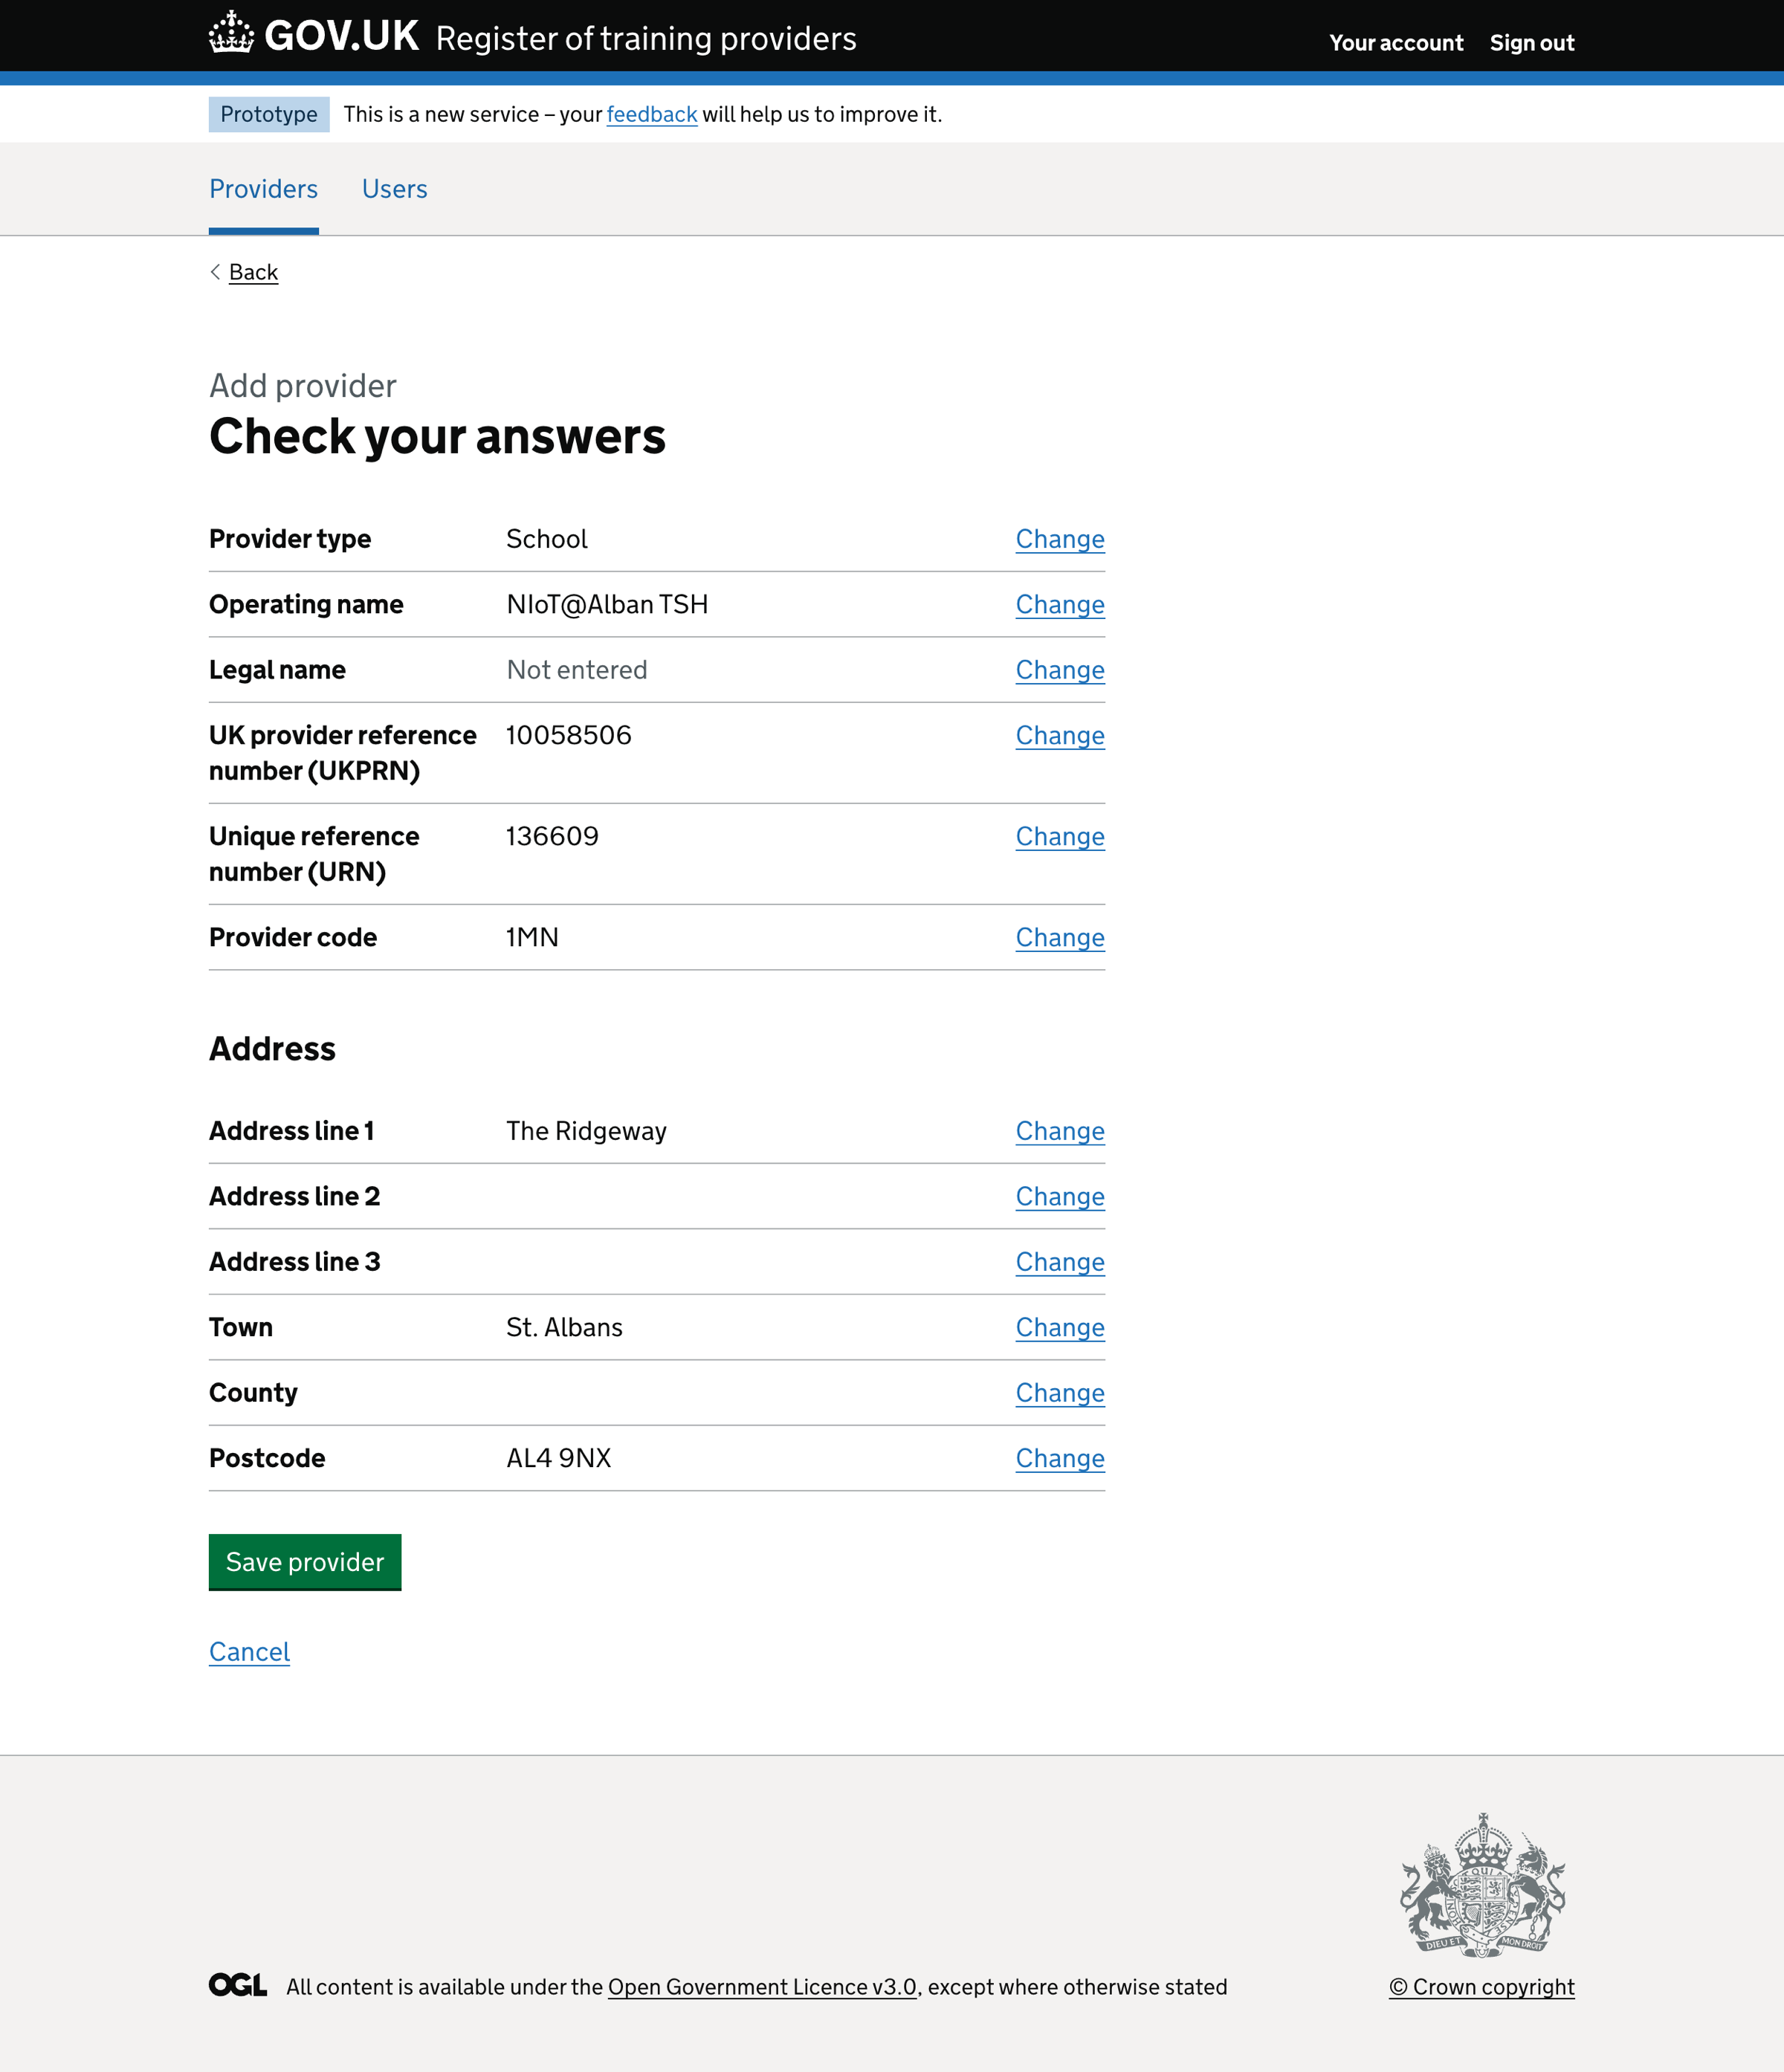 GOV.UK Register of training providers Your account Sign out
Prototype This is a new service – your feedback will help us to improve it.
Providers Users
Back
Add provider
Check your answers
Provider type School Change
Operating name NIoT@Alban TSH Change
Legal name Not entered Change
UK provider reference 10058506 Change
number (UKPRN)
Unique reference 136609 Change
number (URN)
Provider code 1MN Change
Address
Address line 1 The Ridgeway Change
Address line 2 Change
Address line 3 Change
Town St. Albans Change
County Change
Postcode AL4 9NX Change
Save provider
Cancel
DIEU ET MON DROIT
OGL All content is available under the Open Government Licence v3.0, except where otherwise stated © Crown copyright